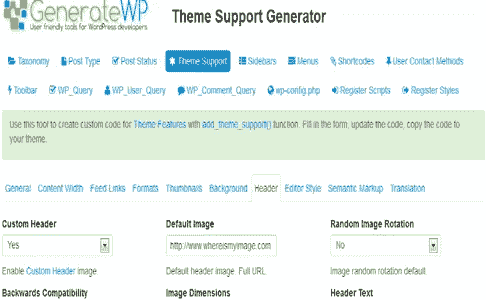 GenerateWP
User friendly tools for WordPress developers
Theme Support Generator
Taxonomy Post Type Post Status Theme Support Sidebars Menus Shortcodes User Contact Methods
Toolbar WP_Query WP_User_Query WP_Comment_Query wp-config.php Register Scripts Register Styles
Use this tool to create custom code for Theme Features with add_theme_support() function. Fill in the form, update the code, copy the code to
your theme.
General Content Width Feed Links Formats Thumbnails Background Header Editor Style Semantic Markup Translation
Custom Header Default Image Random Image Rotation
Yes http://www.whereismyimage.com No
Enable Custom Header image Default header image Full URL Image random rotation default
Backwards Compatibility Image Dimensions Header Text